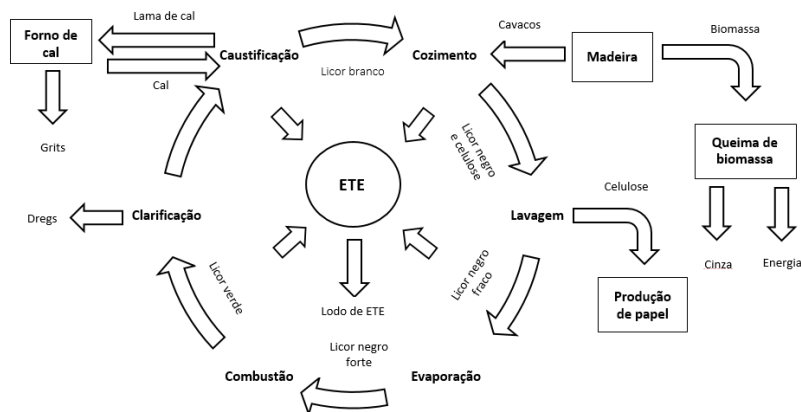 Lama de cal
Forno de
cal
Caustificação
Cal
Grits
Licor branco
Cozimento
Cavacos
Madeira
Biomassa
Queima de
biomassa
Cinza
Energia
Licor negro
e celulose
ETE
Lodo de ETE
Clarificação
Dregs
Lavagem
Celulose
Produção
de papel
Licor negro
fraco
Licor verde
Licor negro
forte
Combustão
Evaporação